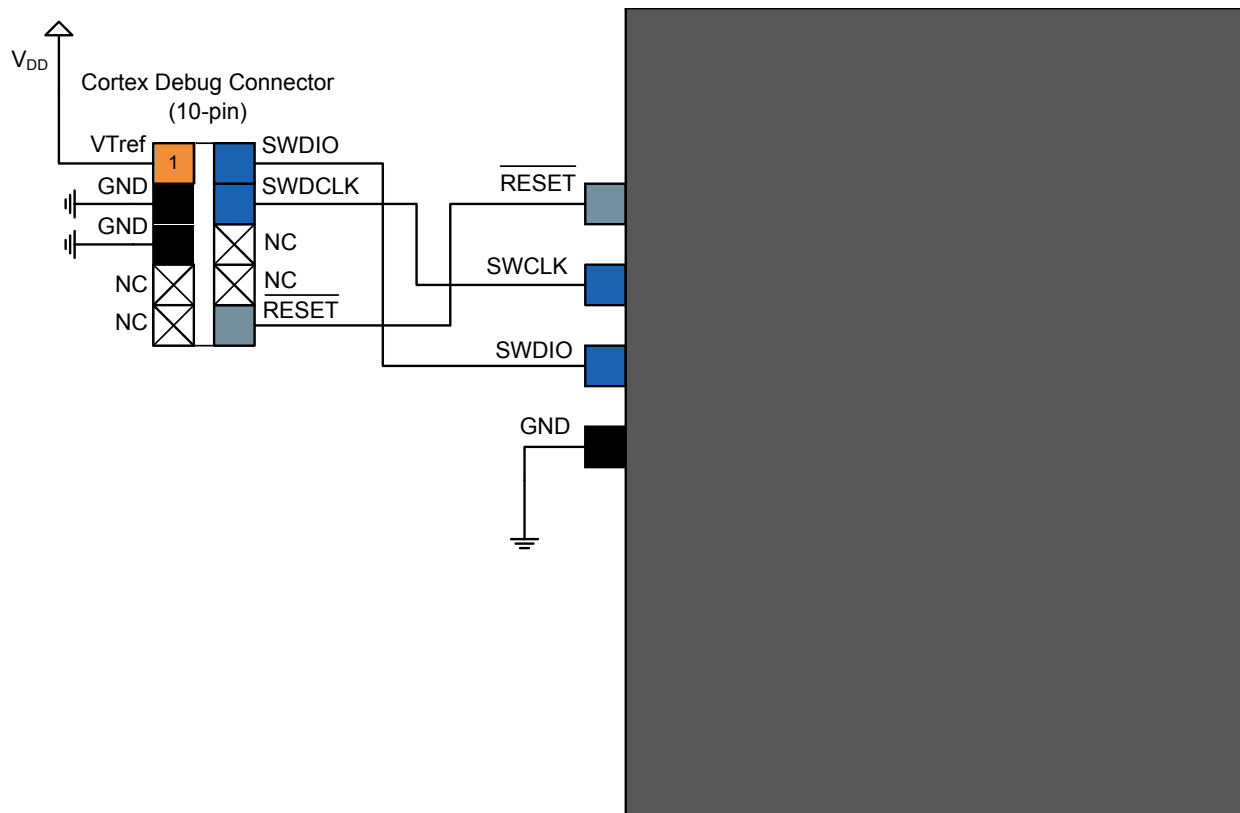 VDD
Cortex Debug Connector
(10-pin)
VTref
1
SWDIO
GND
SWDCLK
GND
NC
NC
NC
NC
RESET
RESET
SWCLK
SWDIO
GND